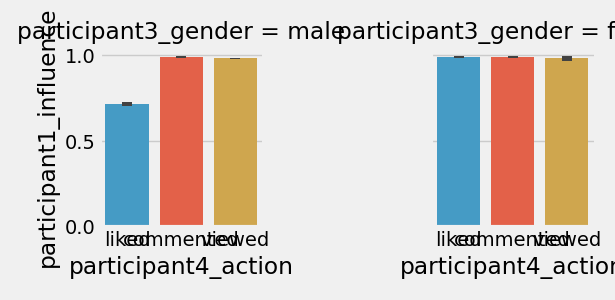 participant3_gender = male
participant3_gender = f
participant1_influence
1.0
0.5
0.0
liked commented viewed
liked commented viewed
participant4_action
participant4_action